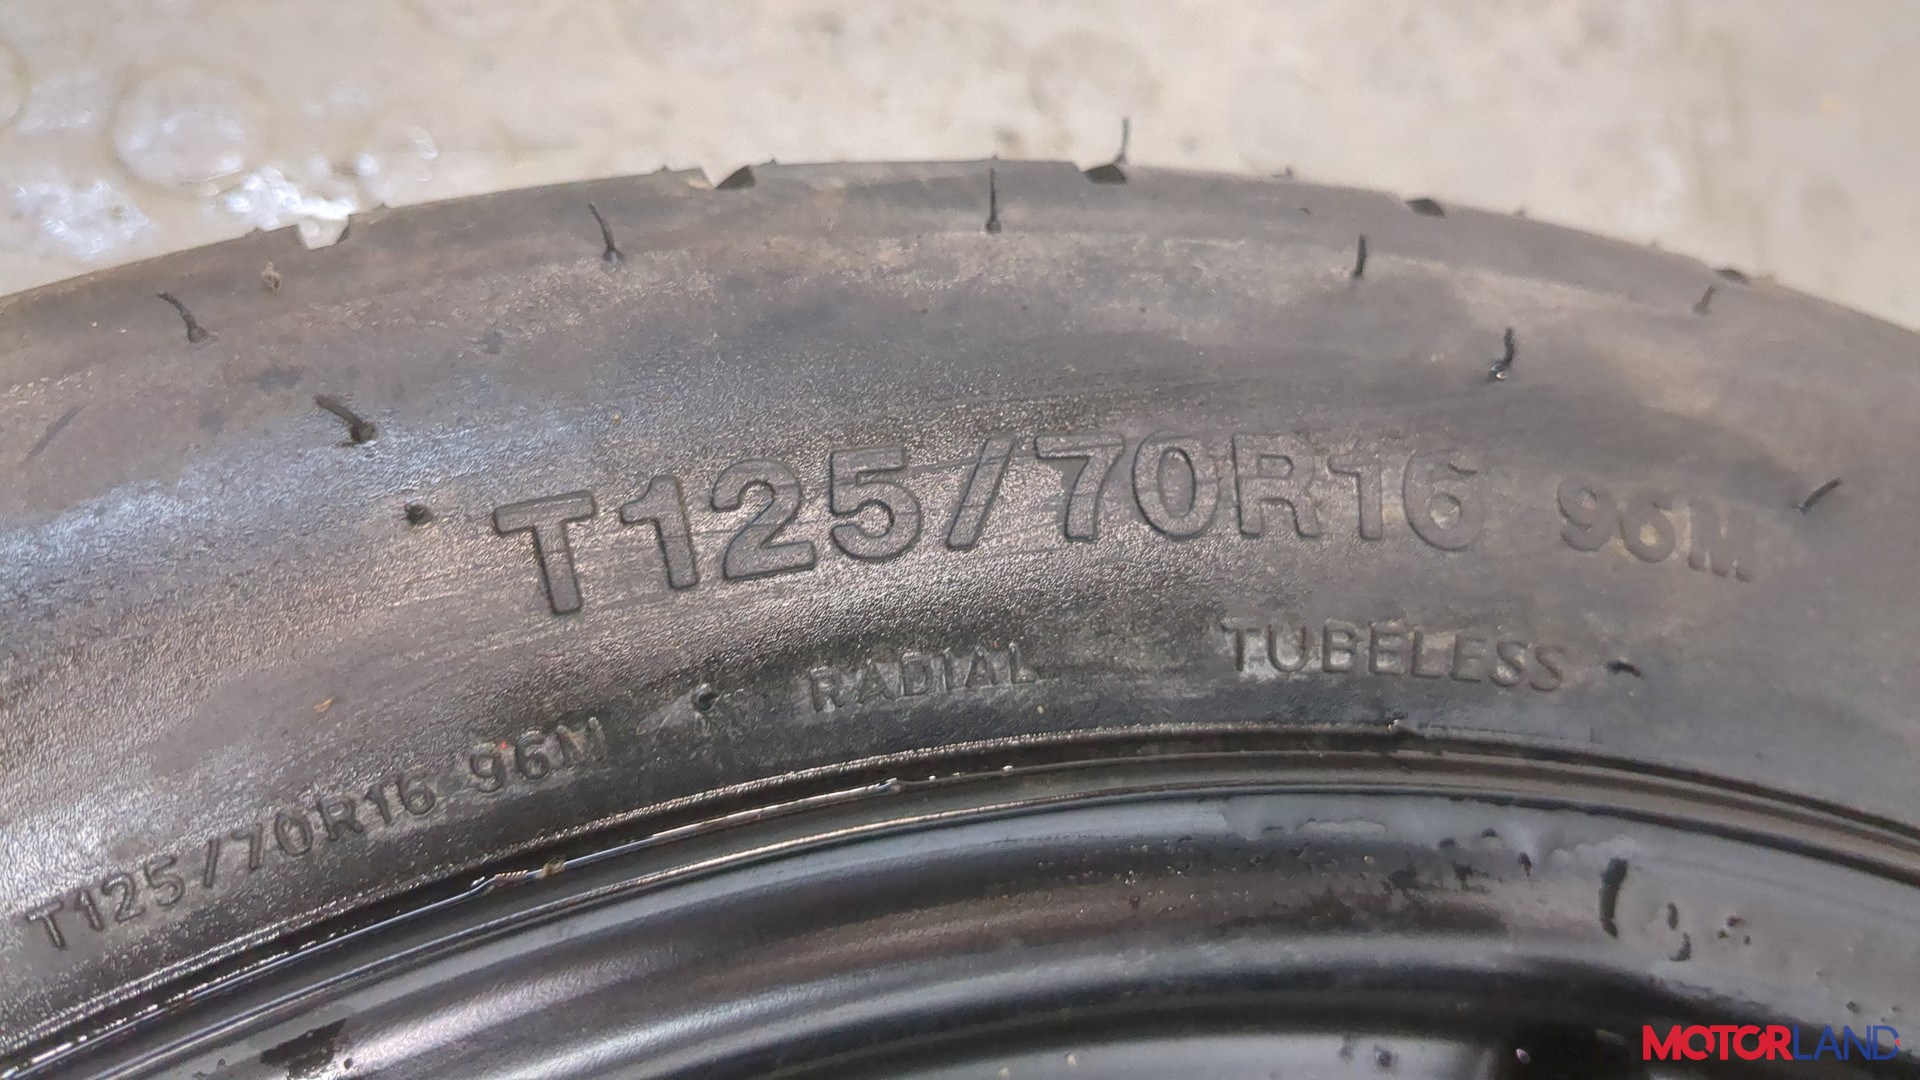 T125/70R16 96M
RADIAL TUBELESS
T125/70R16 96M
MOTORLAND